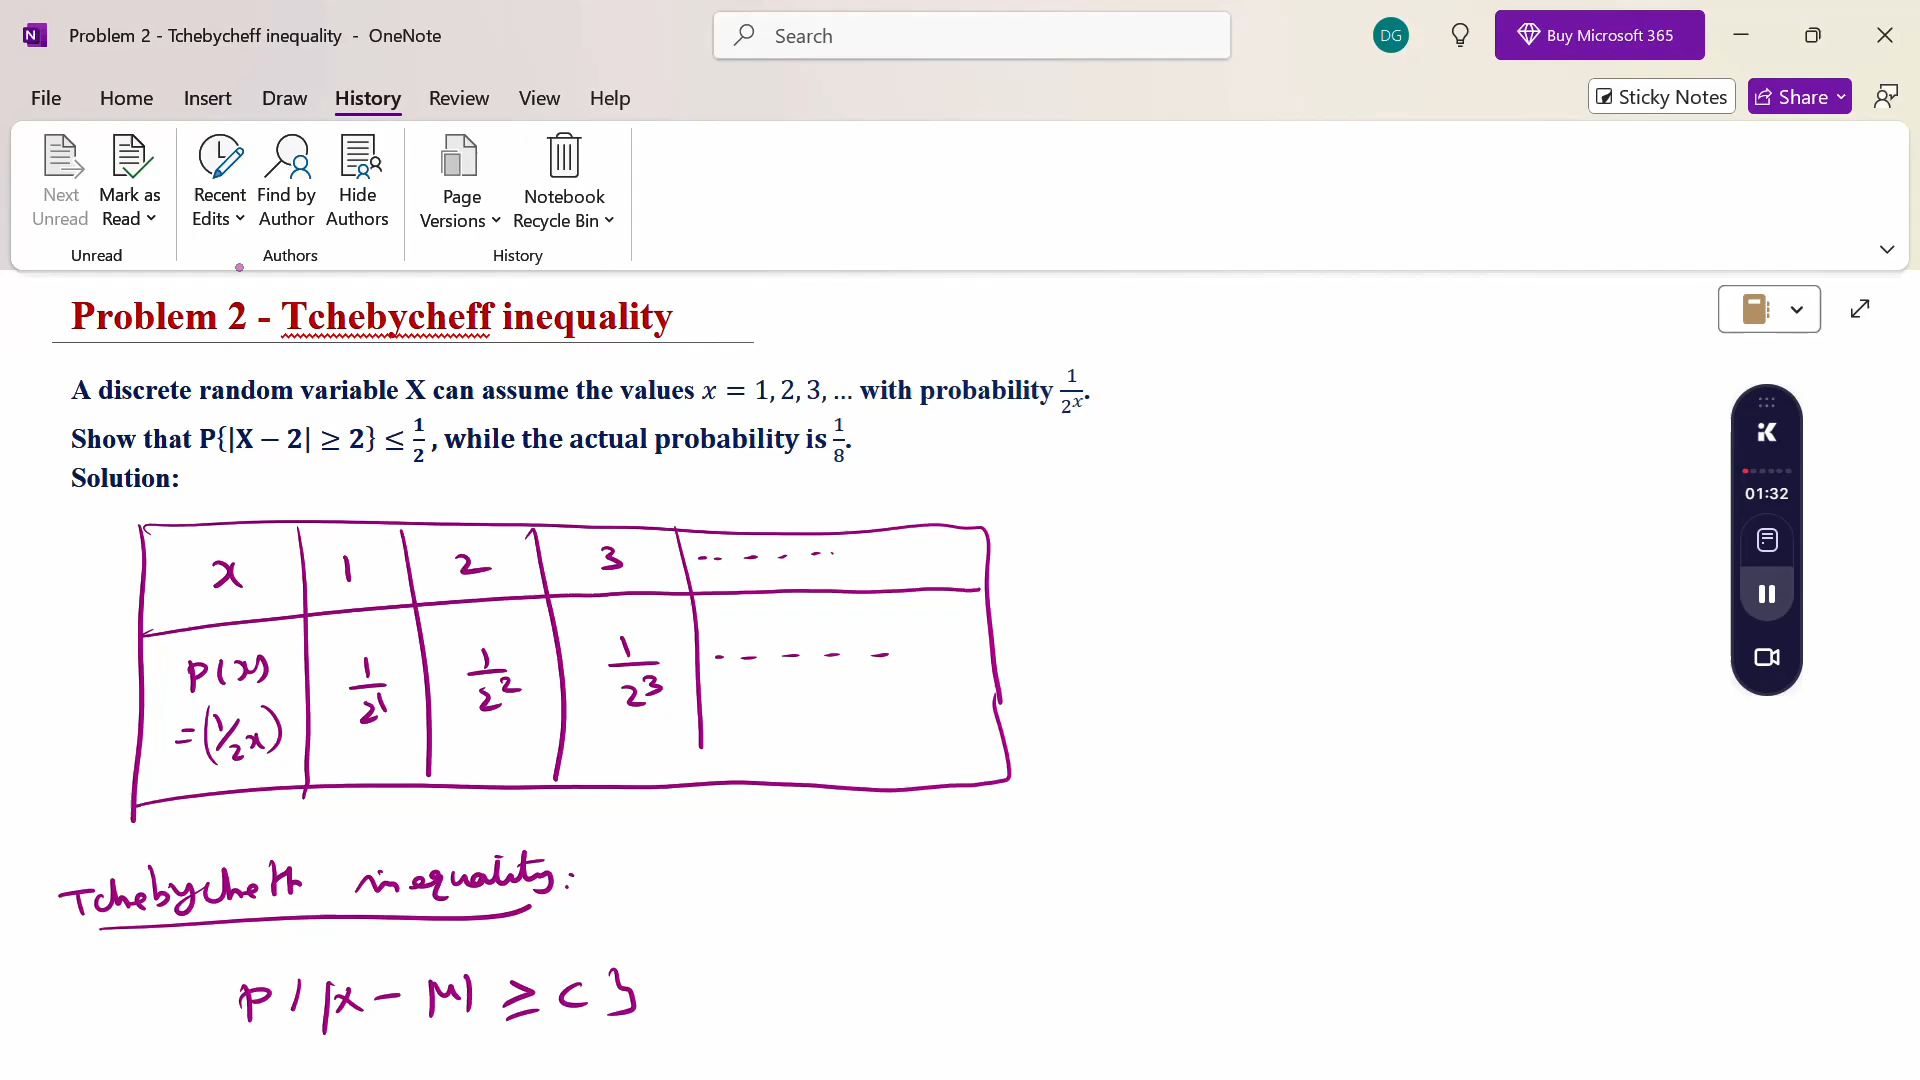 Problem 2 - Tchebycheff inequality - OneNote
Search
DG
Buy Microsoft 365
File Home Insert Draw History Review View Help
Sticky Notes
Share
Next Unread
Mark as Read
Recent Edits
Find by Author
Hide Authors
Page Versions
Notebook Recycle Bin
Unread
Authors
History
Problem 2 - Tchebycheff inequality
A discrete random variable X can assume the values x = 1, 2, 3, … with probability 1/2^x.
Show that P{|X − 2| ≥ 2} ≤ 1/2, while the actual probability is 1/8.
Solution:
01:32
x 1 2 3 -----
p(x) = (1/2x) 1/2^1 1/2^2 1/2^3 -----
Tchebycheff inequality:
P{|x - μ| ≥ c}